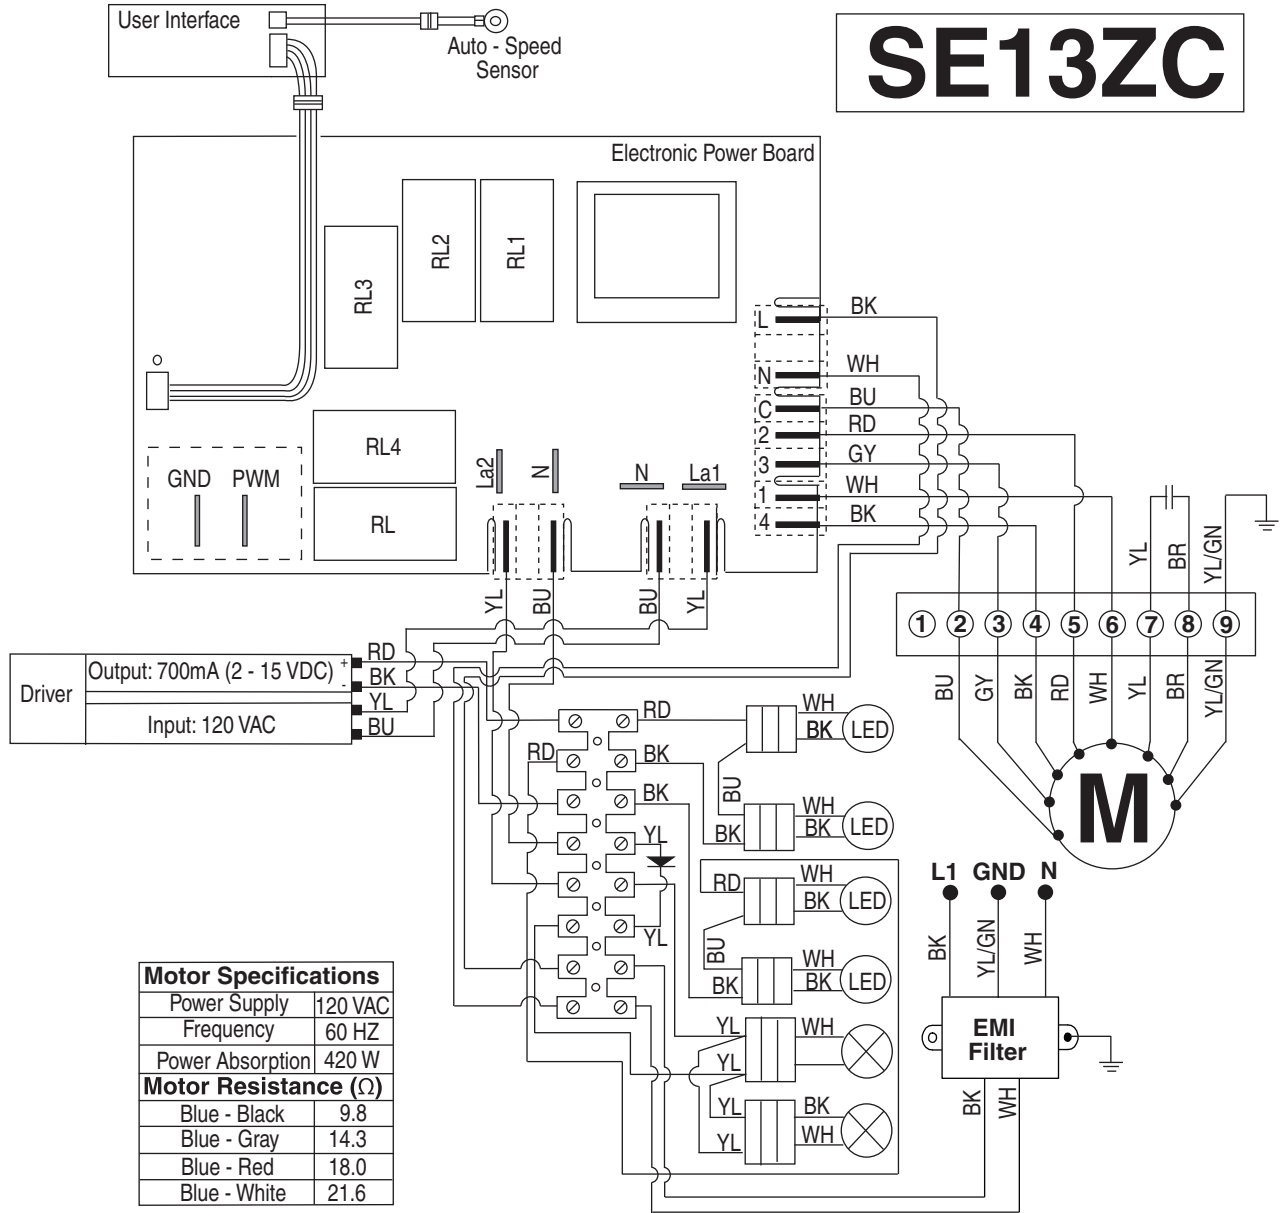 User Interface
Auto - Speed
Sensor
SE13ZC
Electronic Power Board
RL3
RL2
RL1
L
BK
N
WH
C
BU
2
RD
3
GY
1
WH
4
BK
RL4
RL
GND PWM
La2
N
N
La1
YL
BU
BU
YL
YL
BR
YL/GN
1 2 3 4 5 6 7 8 9
BU
GY
BK
RD
WH
YL
BR
YL/GN
M
Driver
Output: 700mA (2 - 15 VDC)
+
-
Input: 120 VAC
RD
BK
YL
BU
RD
RD
BK
BK
YL
YL
WH
BK
LED
BU
BK
WH
BK
LED
RD
WH
BK
LED
BU
BK
WH
BK
LED
YL
WH
YL
YL
BK
YL
WH
L1 GND N
BK
YL/GN
WH
EMI
Filter
BK
WH
Motor Specifications
Power Supply 120 VAC
Frequency 60 HZ
Power Absorption 420 W
Motor Resistance (Ω)
Blue - Black 9.8
Blue - Gray 14.3
Blue - Red 18.0
Blue - White 21.6